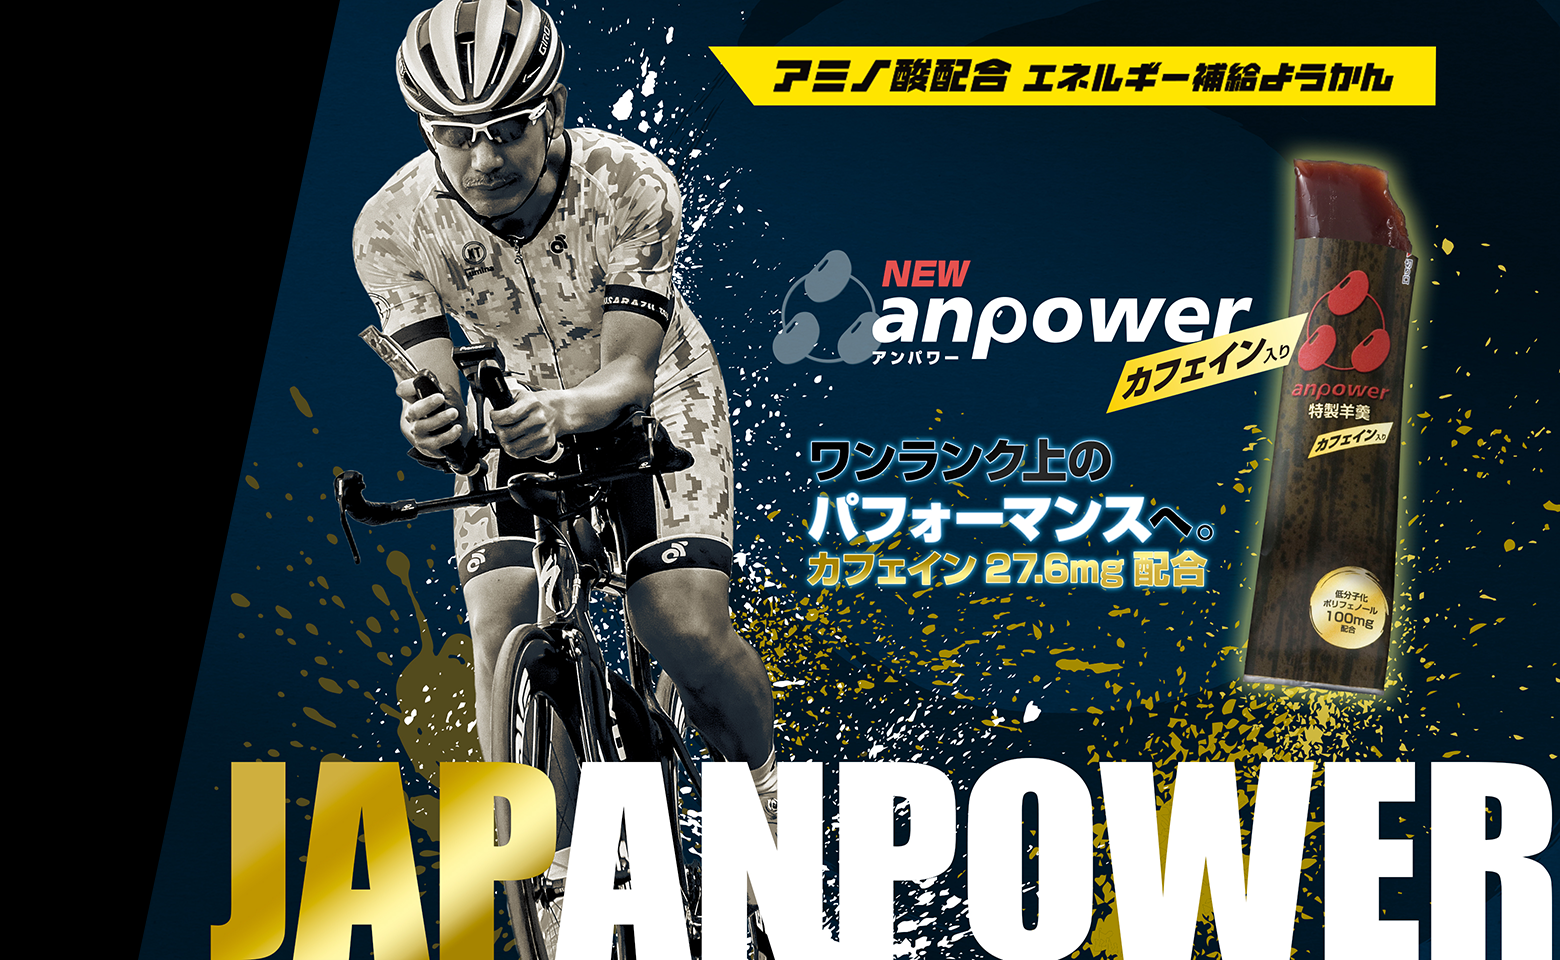 アミノ酸配合 エネルギー補給ようかん
GIRO
NT
NEW
anpower
アンパワー
カフェイン入り
anpower
特製羊羹
カフェイン入り
ワンランク上の
パフォーマンスへ。
カフェイン 27.6mg 配合
低分子化
ポリフェノール
100mg
配合
JAPANPOWER